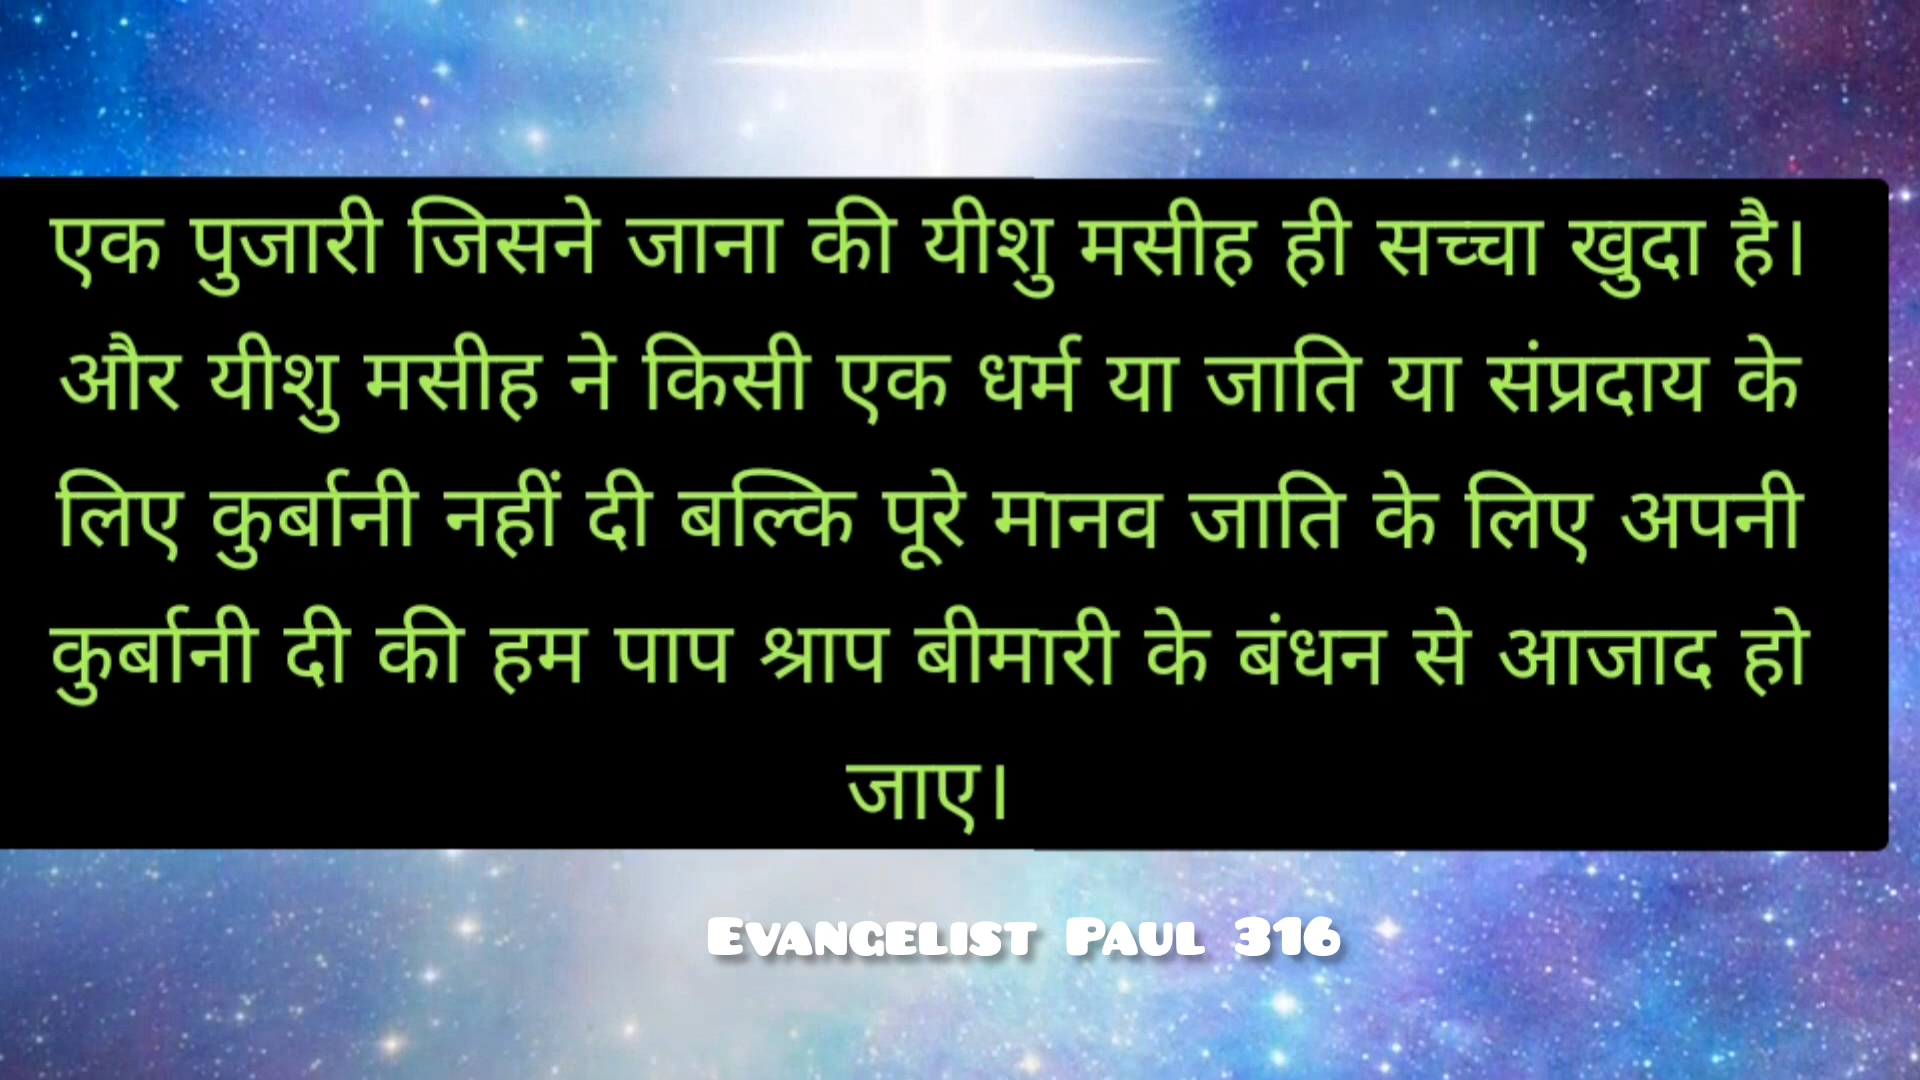 एक पुजारी जिसने जाना की यीशु मसीह ही सच्चा खुदा है।
और यीशु मसीह ने किसी एक धर्म या जाति या संप्रदाय के
लिए कुर्बानी नहीं दी बल्कि पूरे मानव जाति के लिए अपनी
कुर्बानी दी की हम पाप श्राप बीमारी के बंधन से आजाद हो
जाए।
EVANGELIST PAUL 316